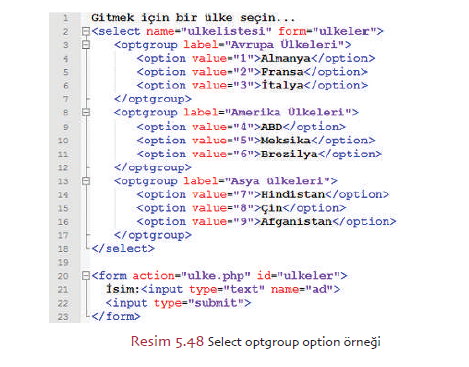 1 Gitmek için bir ülke seçin...
2 <select name="ulkelistesi" form="ulkeler">
3 <optgroup label="Avrupa Ülkeleri">
4 <option value="1">Almanya</option>
5 <option value="2">Fransa</option>
6 <option value="3">İtalya</option>
7 </optgroup>
8 <optgroup label="Amerika Ülkeleri">
9 <option value="4">ABD</option>
10 <option value="5">Meksika</option>
11 <option value="6">Brezilya</option>
12 </optgroup>
13 <optgroup label="Asya ülkeleri">
14 <option value="7">Hindistan</option>
15 <option value="8">Çin</option>
16 <option value="9">Afganistan</option>
17 </optgroup>
18 </select>
19
20 <form action="ulke.php" id="ulkeler">
21 İsim:<input type="text" name="ad">
22 <input type="submit">
23 </form>
Resim 5.48 Select optgroup option örneği